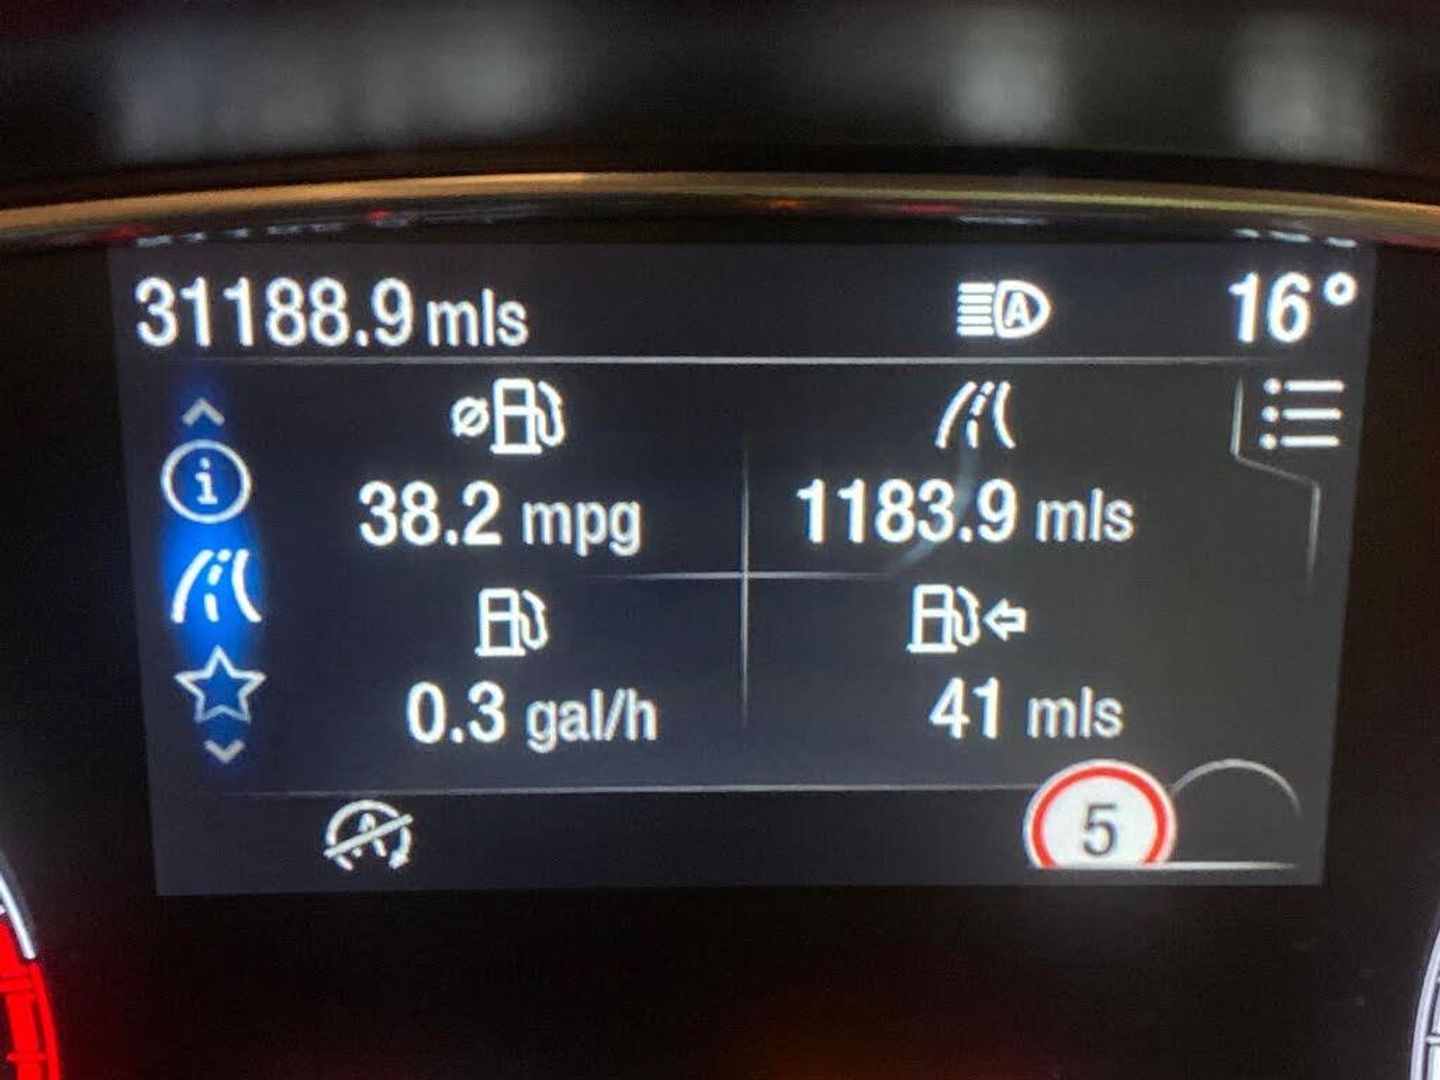 31188.9 mls
A
16°
i
38.2 mpg
1183.9 mls
0.3 gal/h
41 mls
A
5